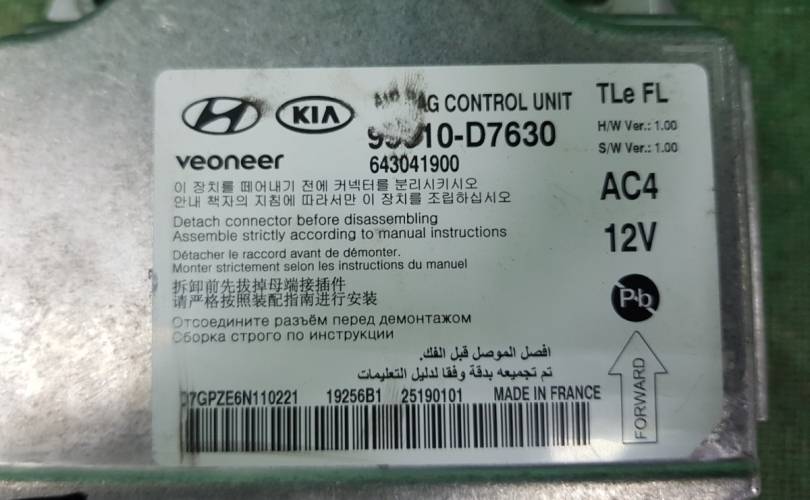 KIA
BAG CONTROL UNIT
TLe FL
10-D7630
H/W Ver.: 1.00
S/W Ver.: 1.00
veoneer
643041900
이 장치를 떼어내기 전에 커넥터를 분리시키시오
안내 책자의 지침에 따라서만 이 장치를 조립하십시오
AC4
Detach connector before disassembling
Assemble strictly according to manual instructions
12V
Détacher le raccord avant de démonter.
Monter strictement selon les instructions du manuel
拆卸前先拔掉母端接插件
请严格按照装配指南进行安装
Pb
Отсоедините разъём перед демонтажом
Сборка строго по инструкции
افصل الموصل قبل الفك.
تم تجميعه بدقة وفقا لدليل التعليمات
FORWARD
7GPZE6N110221 19256B1 25190101 MADE IN FRANCE